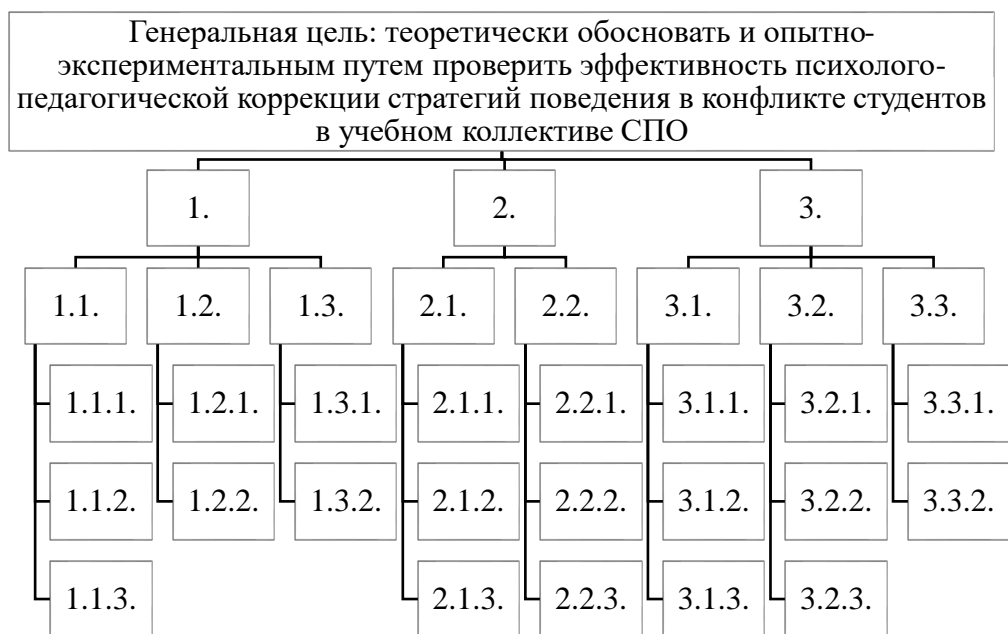 Генеральная цель: теоретически обосновать и опытно-
экспериментальным путем проверить эффективность психолого-
педагогической коррекции стратегий поведения в конфликте студентов
в учебном коллективе СПО
1. 2. 3.
1.1. 1.2. 1.3. 2.1. 2.2. 3.1. 3.2. 3.3.
1.1.1. 1.2.1. 1.3.1. 2.1.1. 2.2.1. 3.1.1. 3.2.1. 3.3.1.
1.1.2. 1.2.2. 1.3.2. 2.1.2. 2.2.2. 3.1.2. 3.2.2. 3.3.2.
1.1.3. 2.1.3. 2.2.3. 3.1.3. 3.2.3.